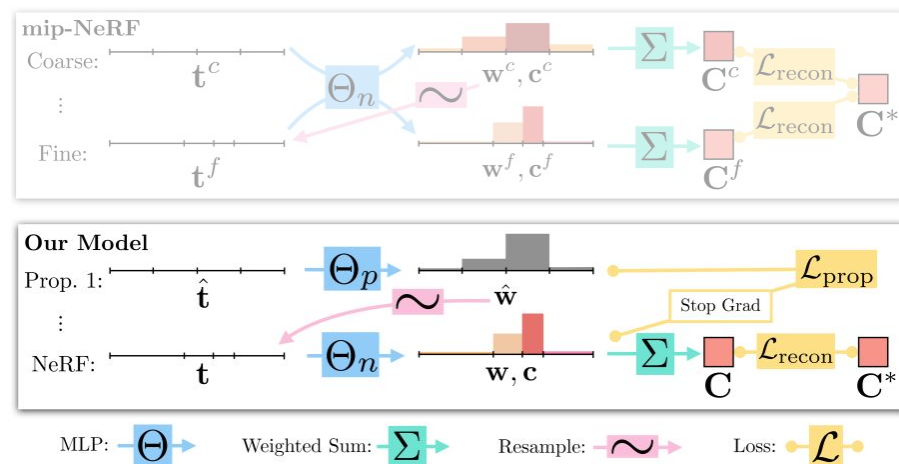 mip-NeRF
Coarse:
t^c
Θ_n
w^c, c^c
Σ
C^c
L_recon
⋮
∼
C*
L_recon
Fine:
t^f
w^f, c^f
Σ
C^f
Our Model
Prop. 1:
t̂
Θ_p
ŵ
L_prop
⋮
∼
Stop Grad
NeRF:
t
Θ_n
w, c
Σ
C
L_recon
C*
MLP: Θ
Weighted Sum: Σ
Resample: ∼
Loss: L